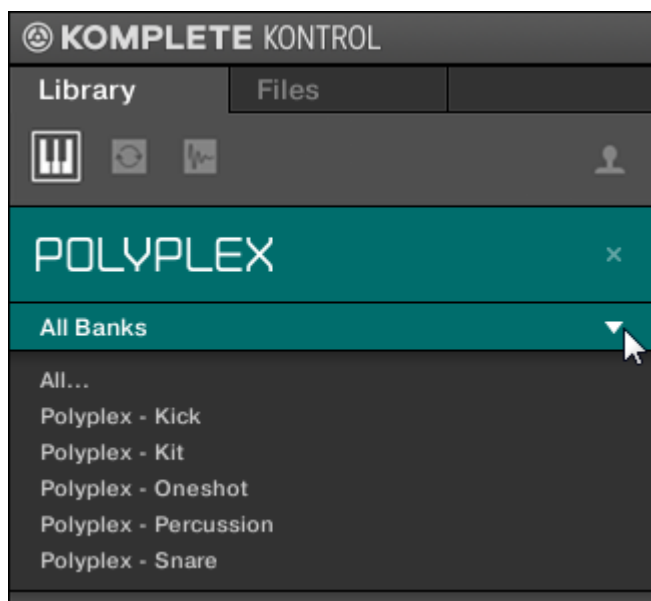 KOMPLETE KONTROL
Library Files
POLYPLEX
All Banks
All...
Polyplex - Kick
Polyplex - Kit
Polyplex - Oneshot
Polyplex - Percussion
Polyplex - Snare